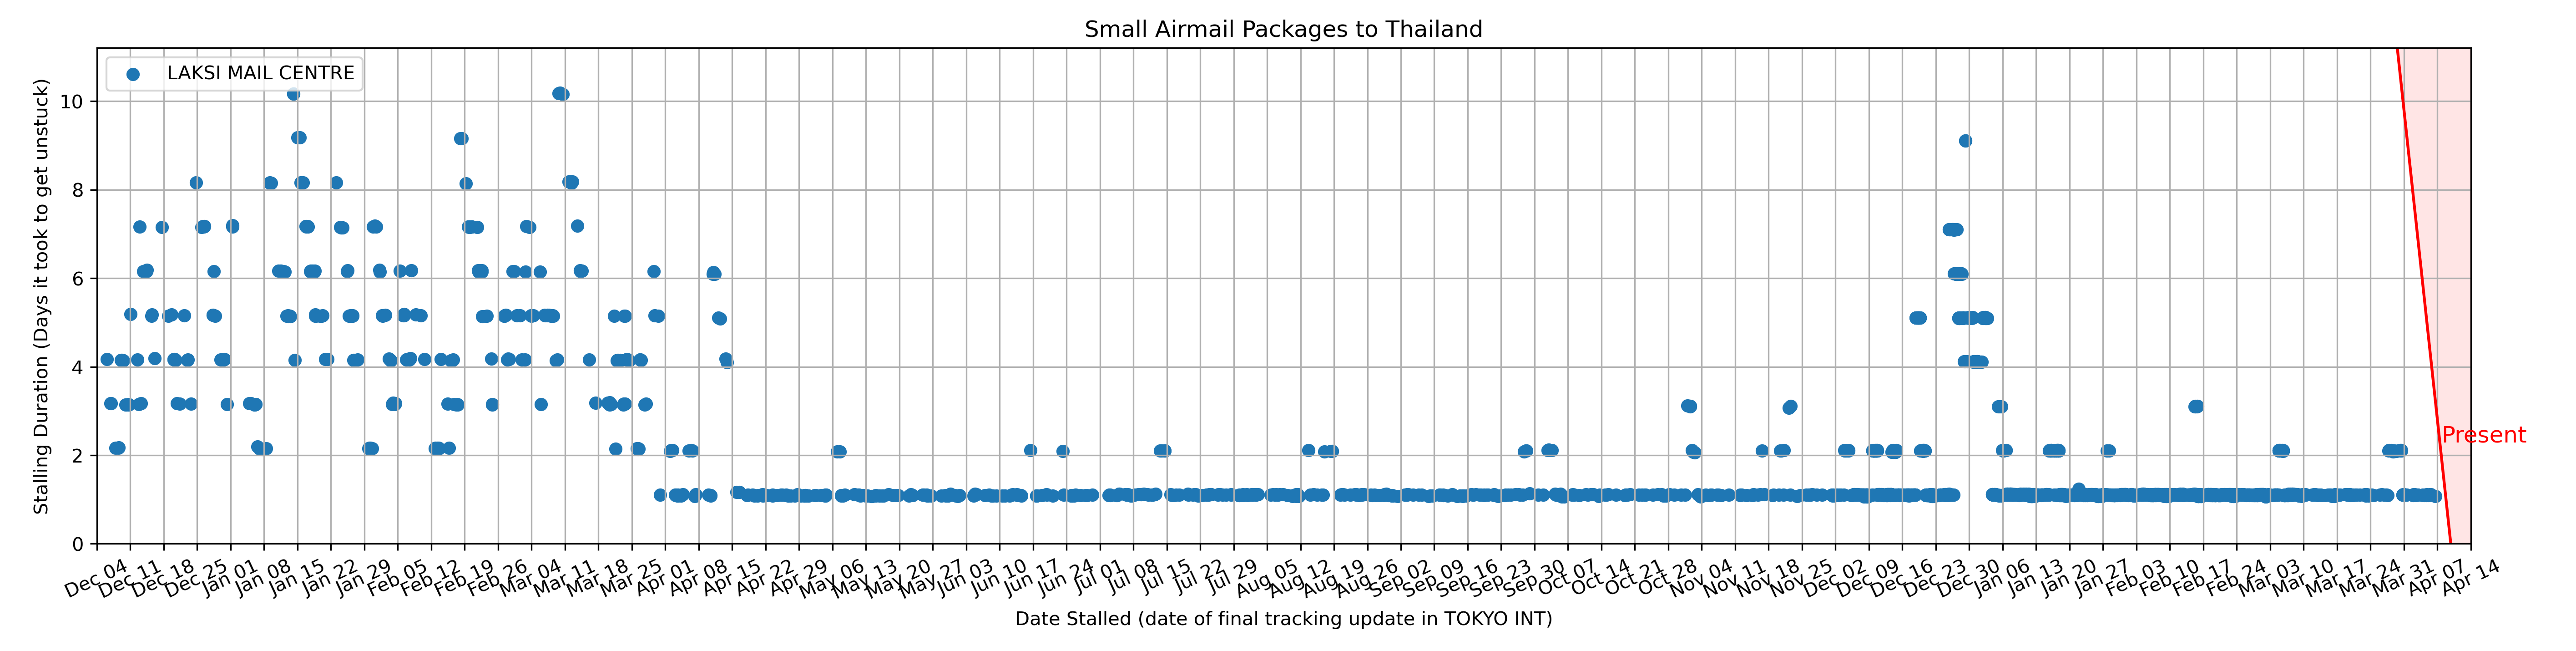 Small Airmail Packages to Thailand
LAKSI MAIL CENTRE
Stalling Duration (Days it took to get unstuck)
10
8
6
4
2
0
Present
Dec 04 Dec 11 Dec 18 Dec 25 Jan 01 Jan 08 Jan 15 Jan 22 Jan 29 Feb 05 Feb 12 Feb 19 Feb 26 Mar 04 Mar 11 Mar 18 Mar 25 Apr 01 Apr 08 Apr 15 Apr 22 Apr 29 May 06 May 13 May 20 May 27 Jun 03 Jun 10 Jun 17 Jun 24 Jul 01 Jul 08 Jul 15 Jul 22 Jul 29 Aug 05 Aug 12 Aug 19 Aug 26 Sep 02 Sep 09 Sep 16 Sep 23 Sep 30 Oct 07 Oct 14 Oct 21 Oct 28 Nov 04 Nov 11 Nov 18 Nov 25 Dec 02 Dec 09 Dec 16 Dec 23 Dec 30 Jan 06 Jan 13 Jan 20 Jan 27 Feb 03 Feb 10 Feb 17 Feb 24 Mar 03 Mar 10 Mar 17 Mar 24 Mar 31 Apr 07 Apr 14
Date Stalled (date of final tracking update in TOKYO INT)